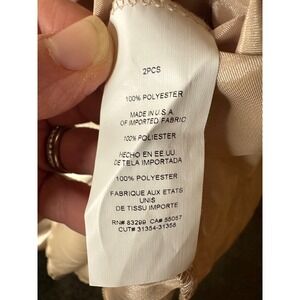 2PCS
100% POLYESTER
MADE IN U.S.A
OF IMPORTED FABRIC
100% POLIESTER
HECHO EN EE UU
DE TELA IMPORTADA
100% POLYESTER
FABRIQUE AUX ETATS
UNIS
DE TISSU IMPORTE
RN# 83299 CA# 55057
CUT# 31354-31356